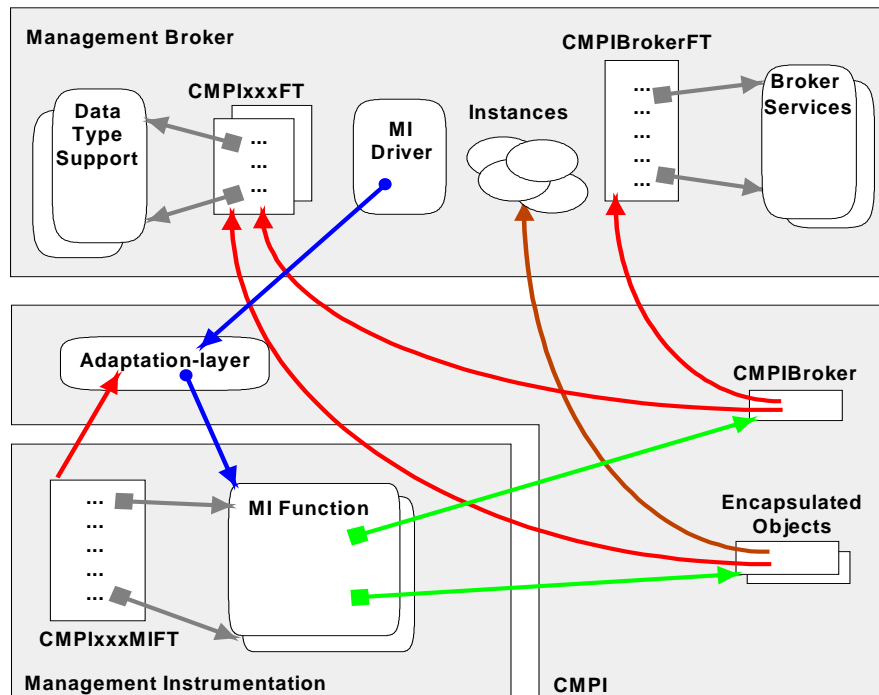 Management Broker
CMPIBrokerFT
CMPIxxxFT
Instances
Broker
Services
Data
Type
Support
MI
Driver
...
...
...
...
...
...
...
...
Adaptation-layer
CMPIBroker
MI Function
Encapsulated
Objects
...
...
...
...
...
CMPIxxxMIFT
Management Instrumentation
CMPI